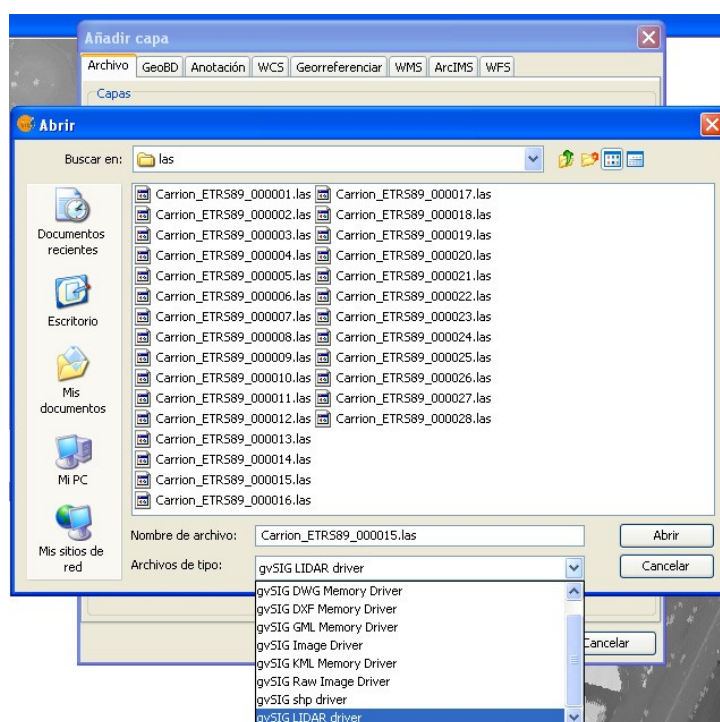 Añadir capa
Archivo GeoBD Anotación WCS Georreferenciar WMS ArcIMS WFS
Capas
Abrir
Buscar en: las
Documentos recientes
Escritorio
Mis documentos
Mi PC
Mis sitios de red
Carrion_ETRS89_000001.las
Carrion_ETRS89_000002.las
Carrion_ETRS89_000003.las
Carrion_ETRS89_000004.las
Carrion_ETRS89_000005.las
Carrion_ETRS89_000006.las
Carrion_ETRS89_000007.las
Carrion_ETRS89_000008.las
Carrion_ETRS89_000009.las
Carrion_ETRS89_000010.las
Carrion_ETRS89_000011.las
Carrion_ETRS89_000012.las
Carrion_ETRS89_000013.las
Carrion_ETRS89_000014.las
Carrion_ETRS89_000015.las
Carrion_ETRS89_000016.las
Carrion_ETRS89_000017.las
Carrion_ETRS89_000018.las
Carrion_ETRS89_000019.las
Carrion_ETRS89_000020.las
Carrion_ETRS89_000021.las
Carrion_ETRS89_000022.las
Carrion_ETRS89_000023.las
Carrion_ETRS89_000024.las
Carrion_ETRS89_000025.las
Carrion_ETRS89_000026.las
Carrion_ETRS89_000027.las
Carrion_ETRS89_000028.las
Nombre de archivo: Carrion_ETRS89_000015.las Abrir
Archivos de tipo: gvSIG LIDAR driver Cancelar
gvSIG DWG Memory Driver
gvSIG DXF Memory Driver
gvSIG GML Memory Driver
gvSIG Image Driver
gvSIG KML Memory Driver
gvSIG Raw Image Driver
gvSIG shp driver
gvSIG LIDAR driver
Cancelar